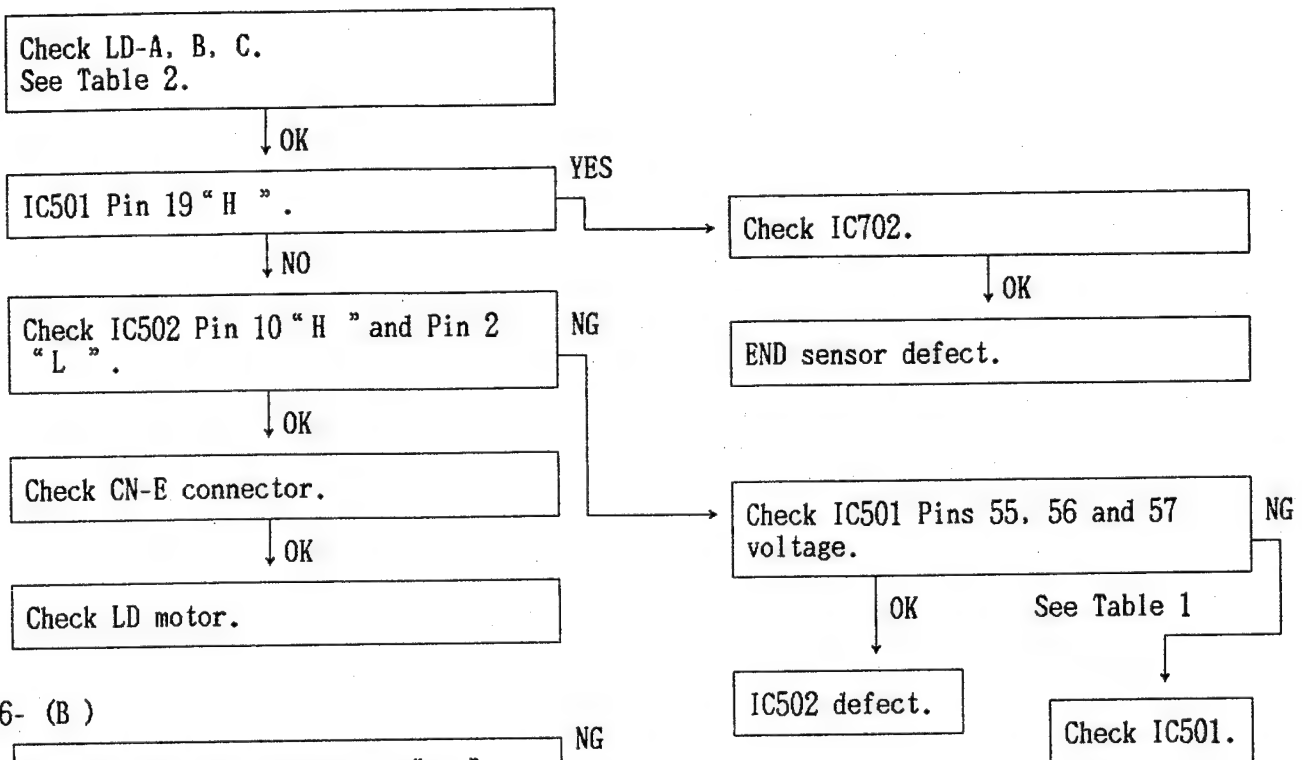 Check LD-A, B, C.
See Table 2.
OK
IC501 Pin 19 “ H ”.
YES
NO
Check IC702.
OK
END sensor defect.
Check IC502 Pin 10 “ H ” and Pin 2
“ L ”.
NG
OK
Check CN-E connector.
OK
Check LD motor.
Check IC501 Pins 55, 56 and 57
voltage.
NG
OK
See Table 1
IC502 defect.
Check IC501.
6- (B )
NG